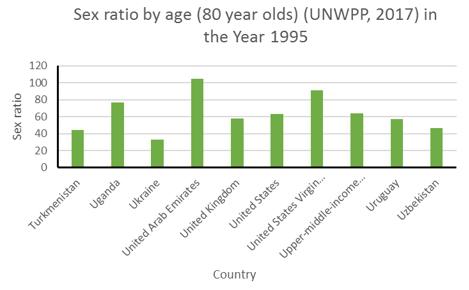 Sex ratio by age (80 year olds) (UNWPP, 2017) in
the Year 1995
120
100
80
60
40
20
0
Sex ratio
Turkmenistan
Uganda
Ukraine
United Arab Emirates
United Kingdom
United States
United States Virgin...
Upper-middle-income...
Uruguay
Uzbekistan
Country